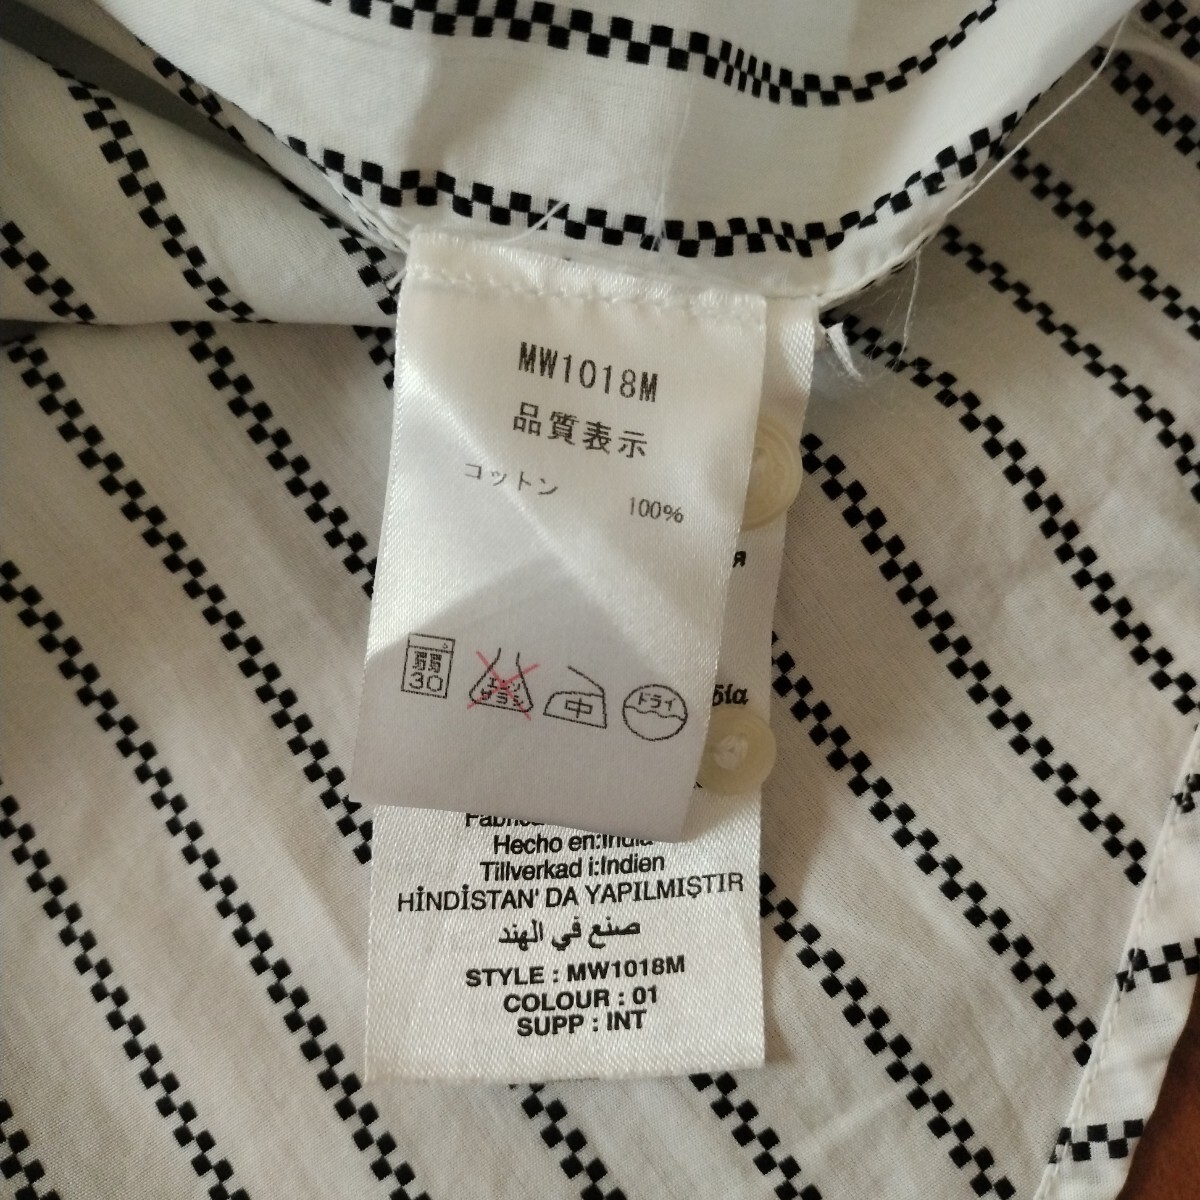 MW1018M
品質表示
コットン 100%
弱
30
エンソ
サラシ
中
ドライ
Hecho en:India
Tillverkad i:Indien
HİNDİSTAN' DA YAPILMIŞTIR
صنع في الهند
STYLE : MW1018M
COLOUR : 01
SUPP : INT